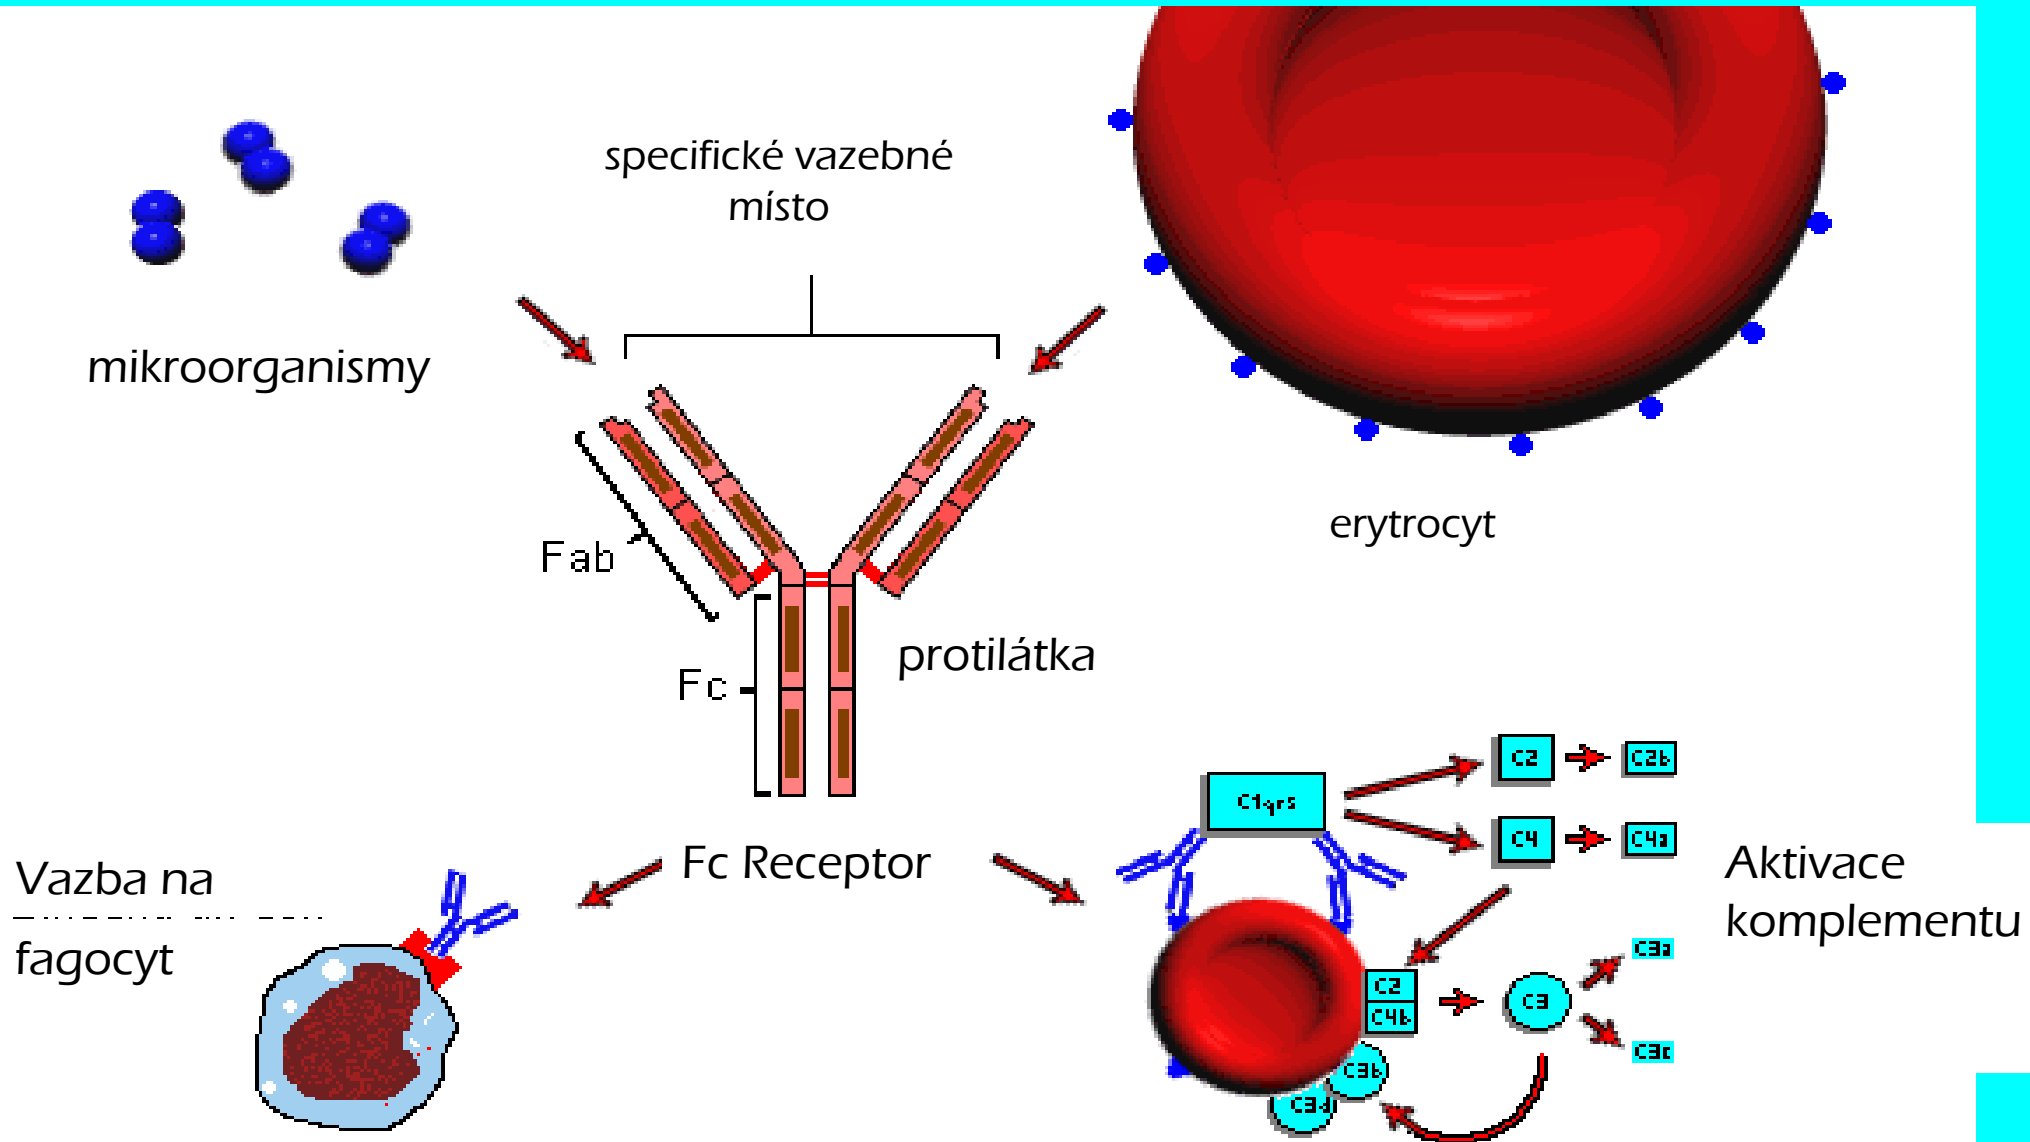 specifické vazebné
místo
mikroorganismy
erytrocyt
Fab
protilátka
Fc
C2
C2b
C1qrs
C4
C4a
Fc Receptor
Vazba na
fagocyt
Aktivace
komplementu
C3a
C2
C4b
C3
C3c
C3b
C3d